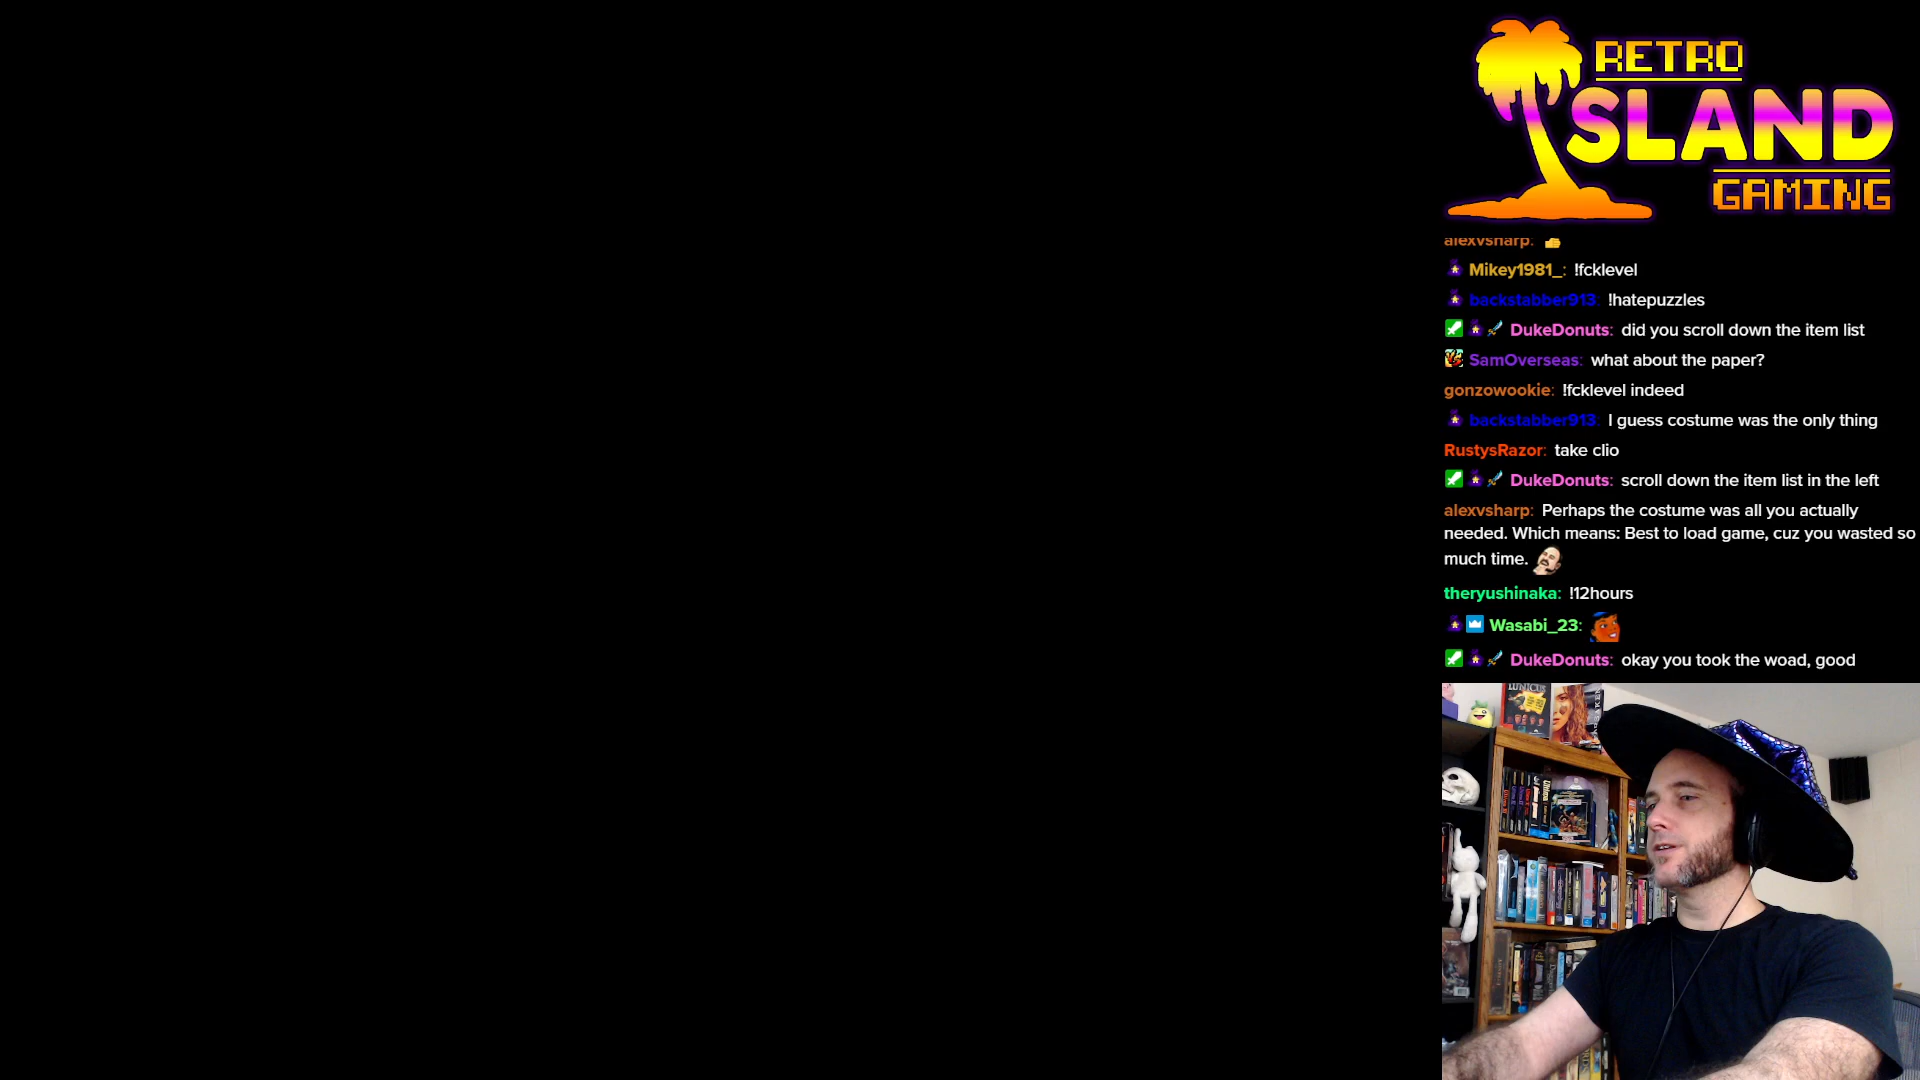 RETRO
ISLAND
GAMING
alexvsharp:
Mikey1981_: !fcklevel
backstabber913: !hatepuzzles
DukeDonuts: did you scroll down the item list
SamOverseas: what about the paper?
gonzowookie: !fcklevel indeed
backstabber913: I guess costume was the only thing
RustysRazor: take clio
DukeDonuts: scroll down the item list in the left
alexvsharp: Perhaps the costume was all you actually
needed. Which means: Best to load game, cuz you wasted so
much time.
theryushinaka: !12hours
Wasabi_23:
DukeDonuts: okay you took the woad, good
LUNICUS